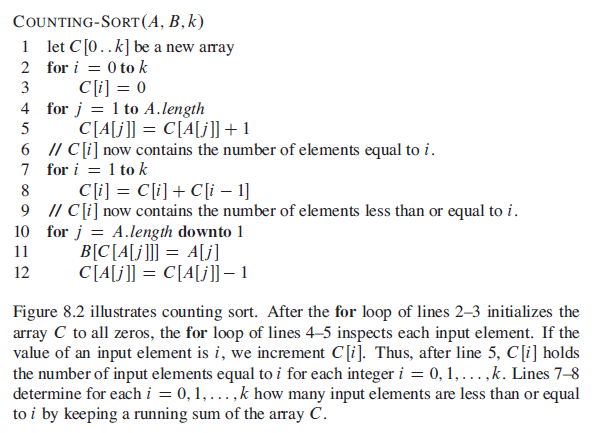 COUNTING-SORT(A, B, k)
1 let C[0..k] be a new array
2 for i = 0 to k
3 C[i] = 0
4 for j = 1 to A.length
5 C[A[j]] = C[A[j]] + 1
6 // C[i] now contains the number of elements equal to i.
7 for i = 1 to k
8 C[i] = C[i] + C[i − 1]
9 // C[i] now contains the number of elements less than or equal to i.
10 for j = A.length downto 1
11 B[C[A[j]]] = A[j]
12 C[A[j]] = C[A[j]] − 1
Figure 8.2 illustrates counting sort. After the for loop of lines 2–3 initializes the
array C to all zeros, the for loop of lines 4–5 inspects each input element. If the
value of an input element is i, we increment C[i]. Thus, after line 5, C[i] holds
the number of input elements equal to i for each integer i = 0, 1, . . . , k. Lines 7–8
determine for each i = 0, 1, . . . , k how many input elements are less than or equal
to i by keeping a running sum of the array C.